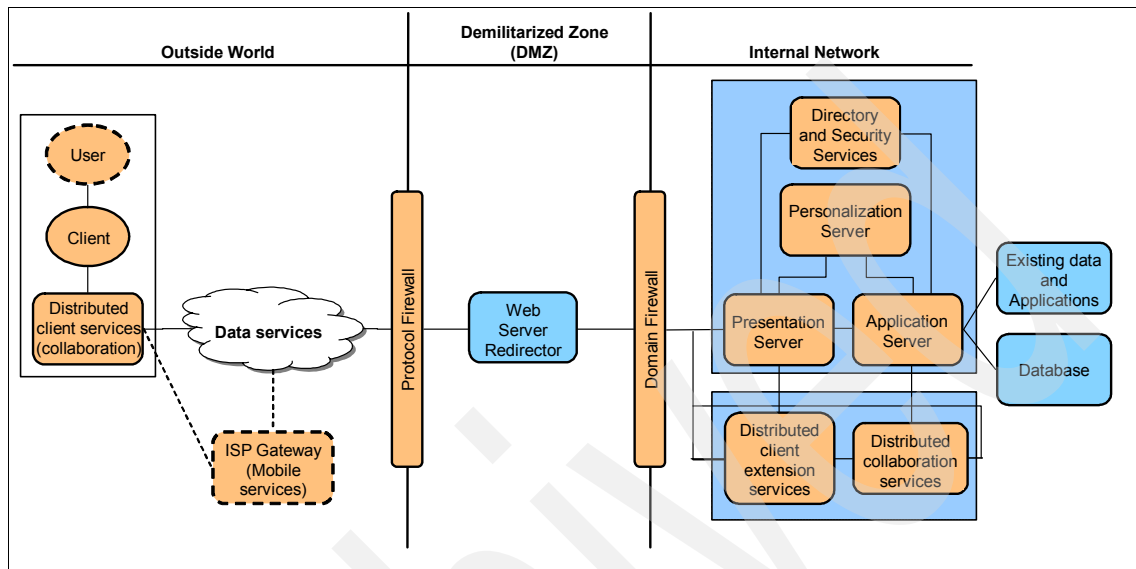 Outside World
Demilitarized Zone
(DMZ)
Internal Network
User
Client
Distributed
client services
(collaboration)
Data services
ISP Gateway
(Mobile
services)
Protocol Firewall
Web
Server
Redirector
Domain Firewall
Directory
and Security
Services
Personalization
Server
Presentation
Server
Application
Server
Existing data
and
Applications
Database
Distributed
client
extension
services
Distributed
collaboration
services